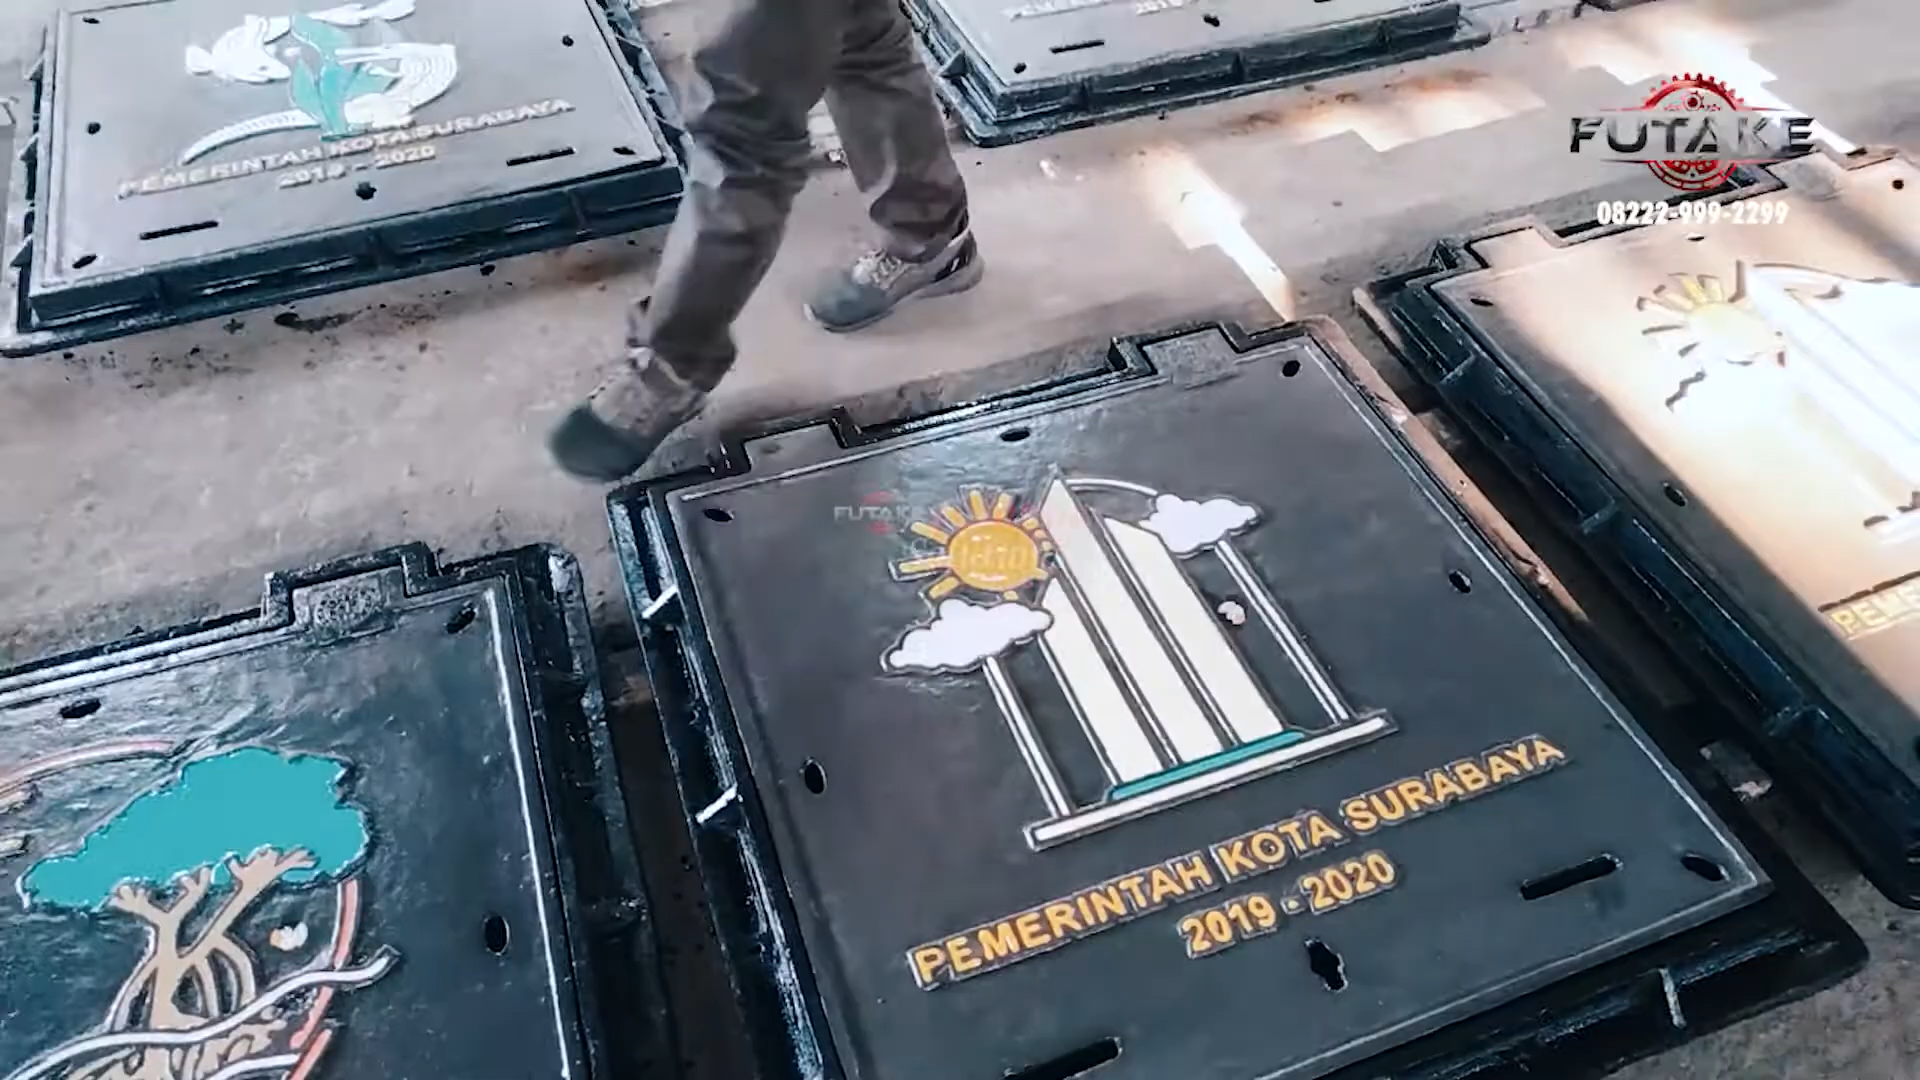 PEMERINTAH KOTA SURABAYA
2019 - 2020
FUTAKE
08222-999-2299
FUTAKE
PEMERINTAH KOTA SURABAYA
2019 - 2020